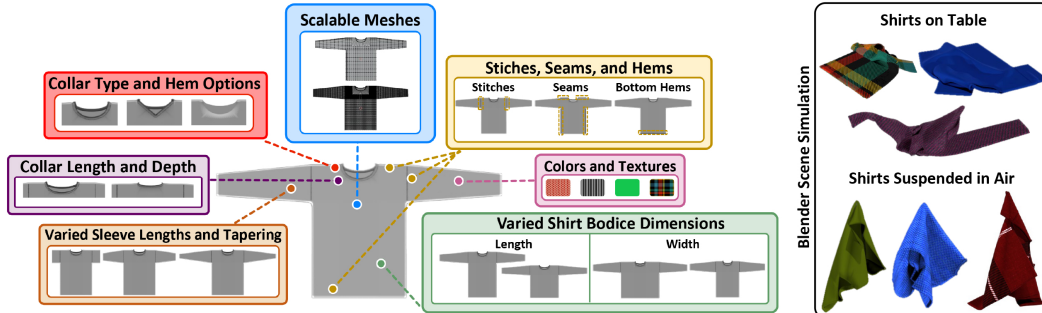 Scalable Meshes
Collar Type and Hem Options
Stiches, Seams, and Hems
Stitches
Seams
Bottom Hems
Collar Length and Depth
Colors and Textures
Varied Sleeve Lengths and Tapering
Varied Shirt Bodice Dimensions
Length
Width
Blender Scene Simulation
Shirts on Table
Shirts Suspended in Air